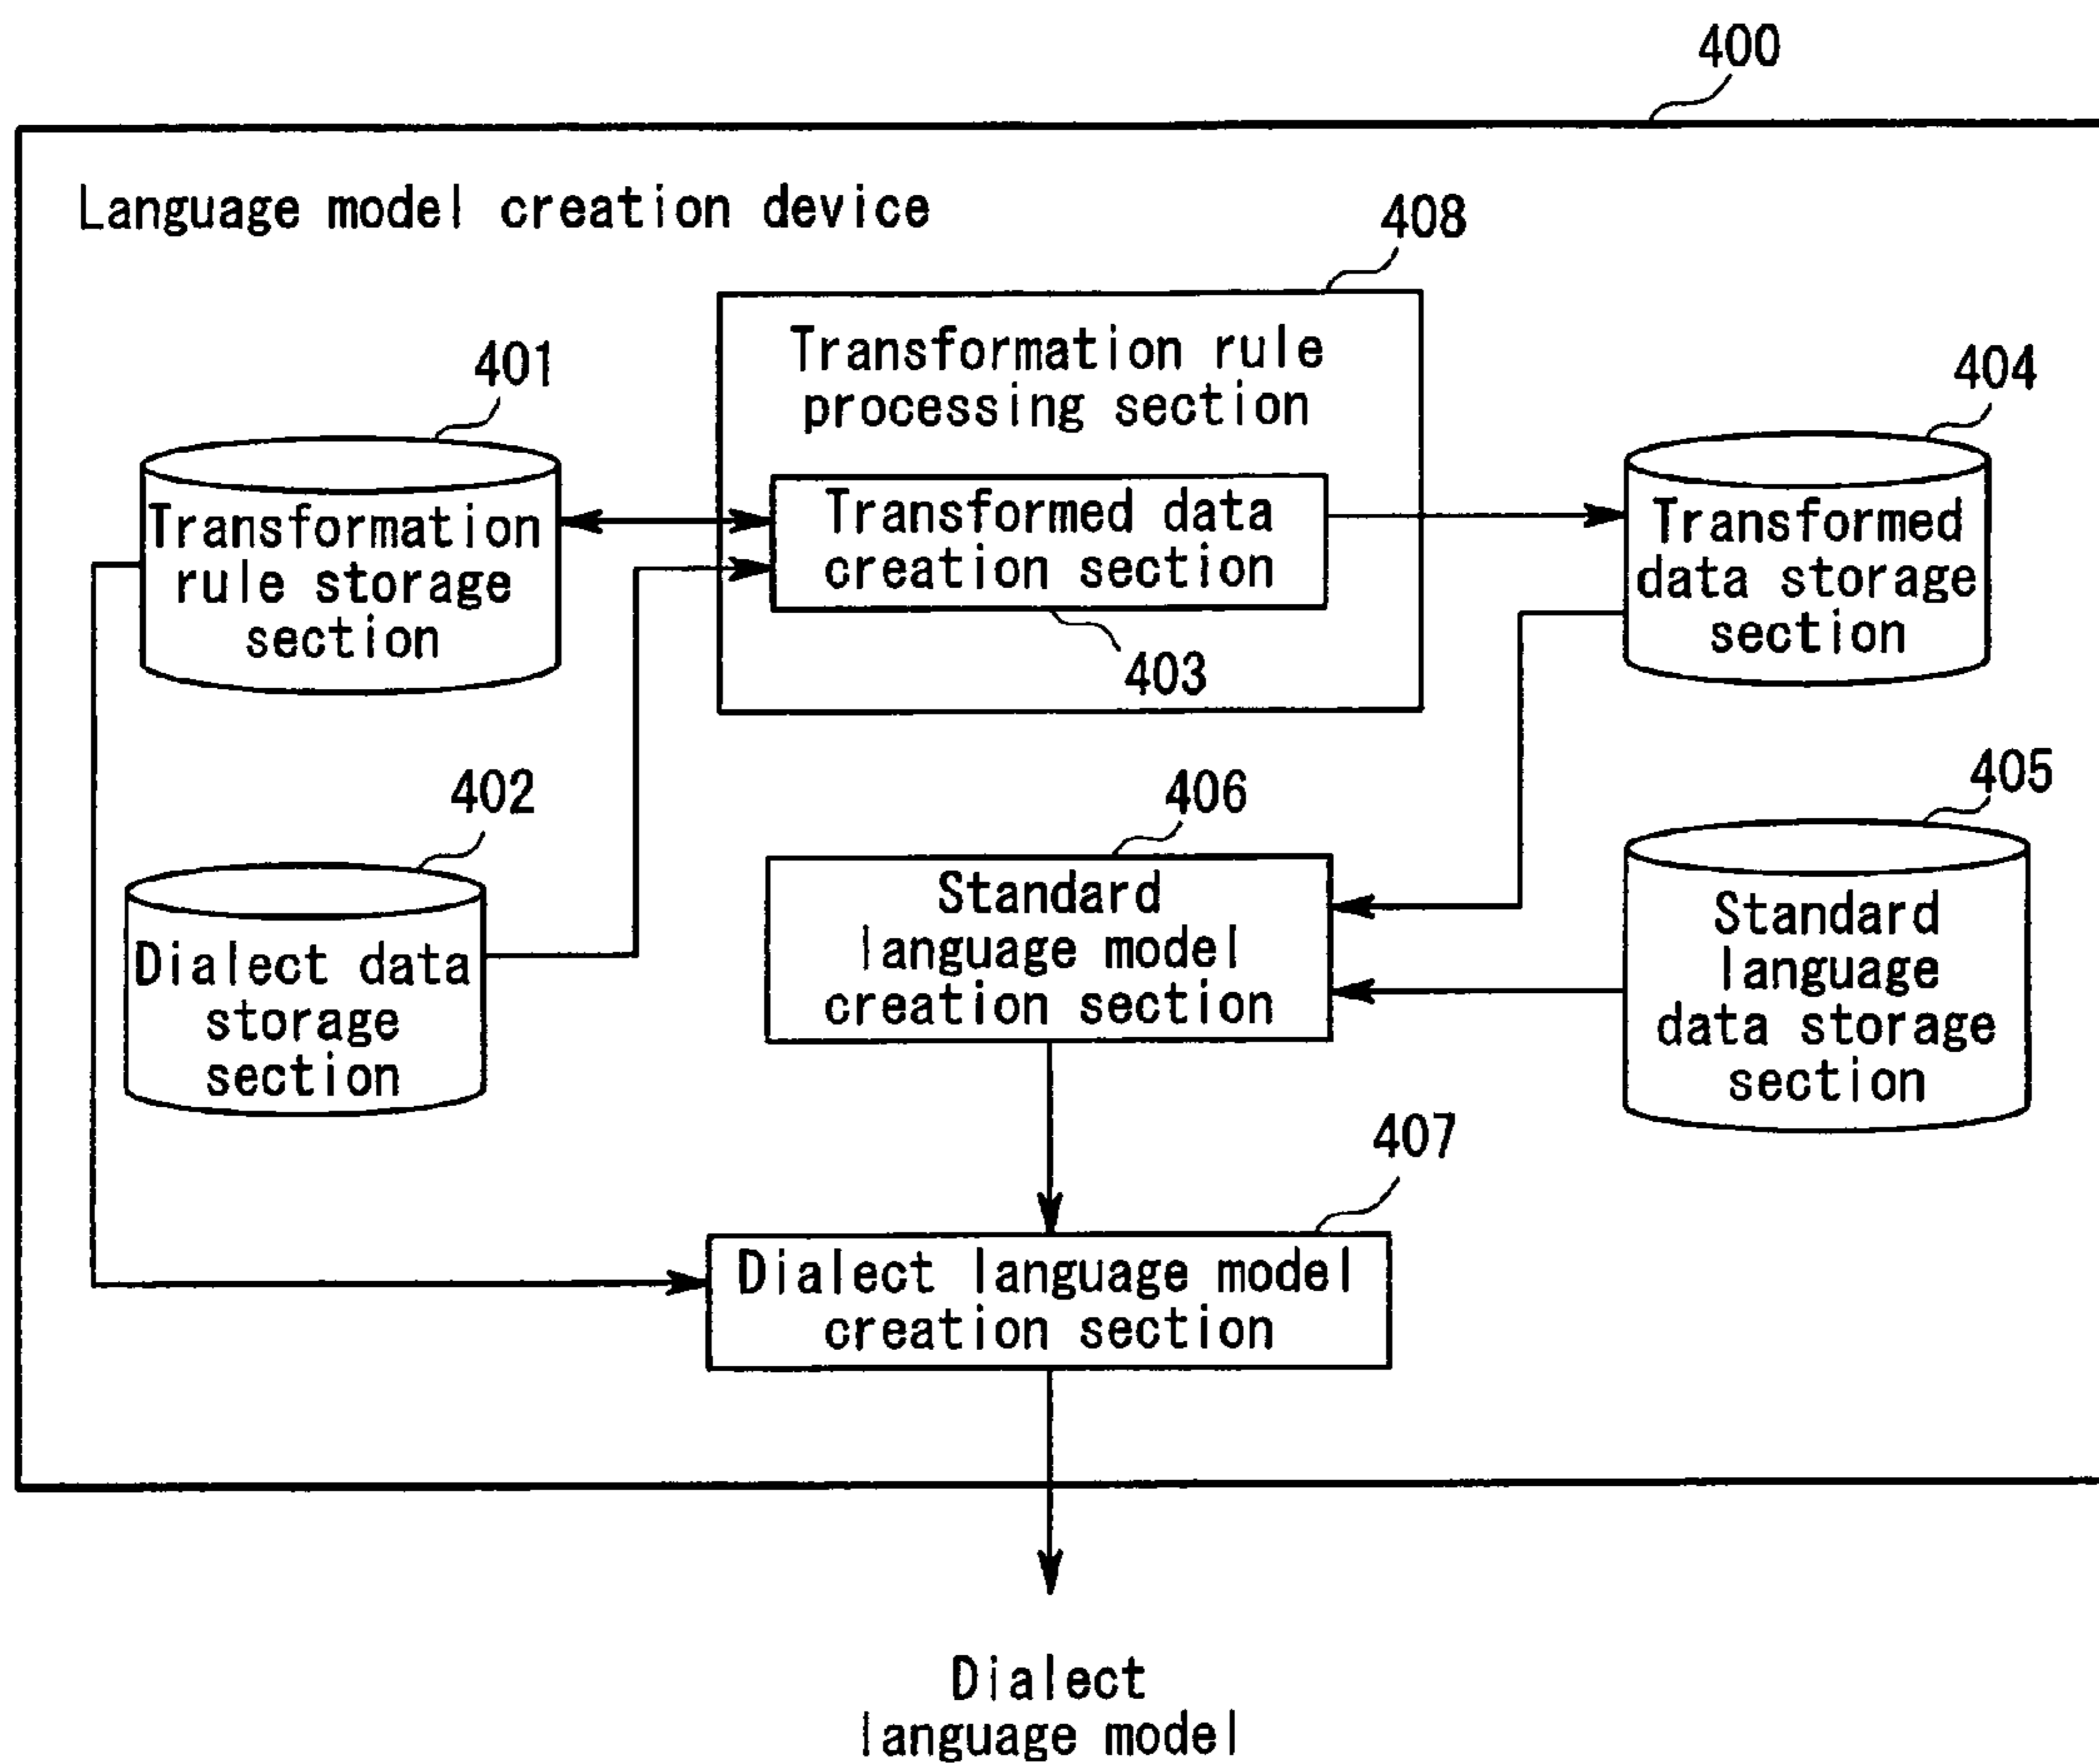 400
Language model creation device
408
Transformation rule
processing section
401
Transformation
rule storage
section
Transformed data
creation section
403
404
Transformed
data storage
section
402
Dialect data
storage
section
406
Standard
language model
creation section
405
Standard
language
data storage
section
407
Dialect language model
creation section
Dialect
language model